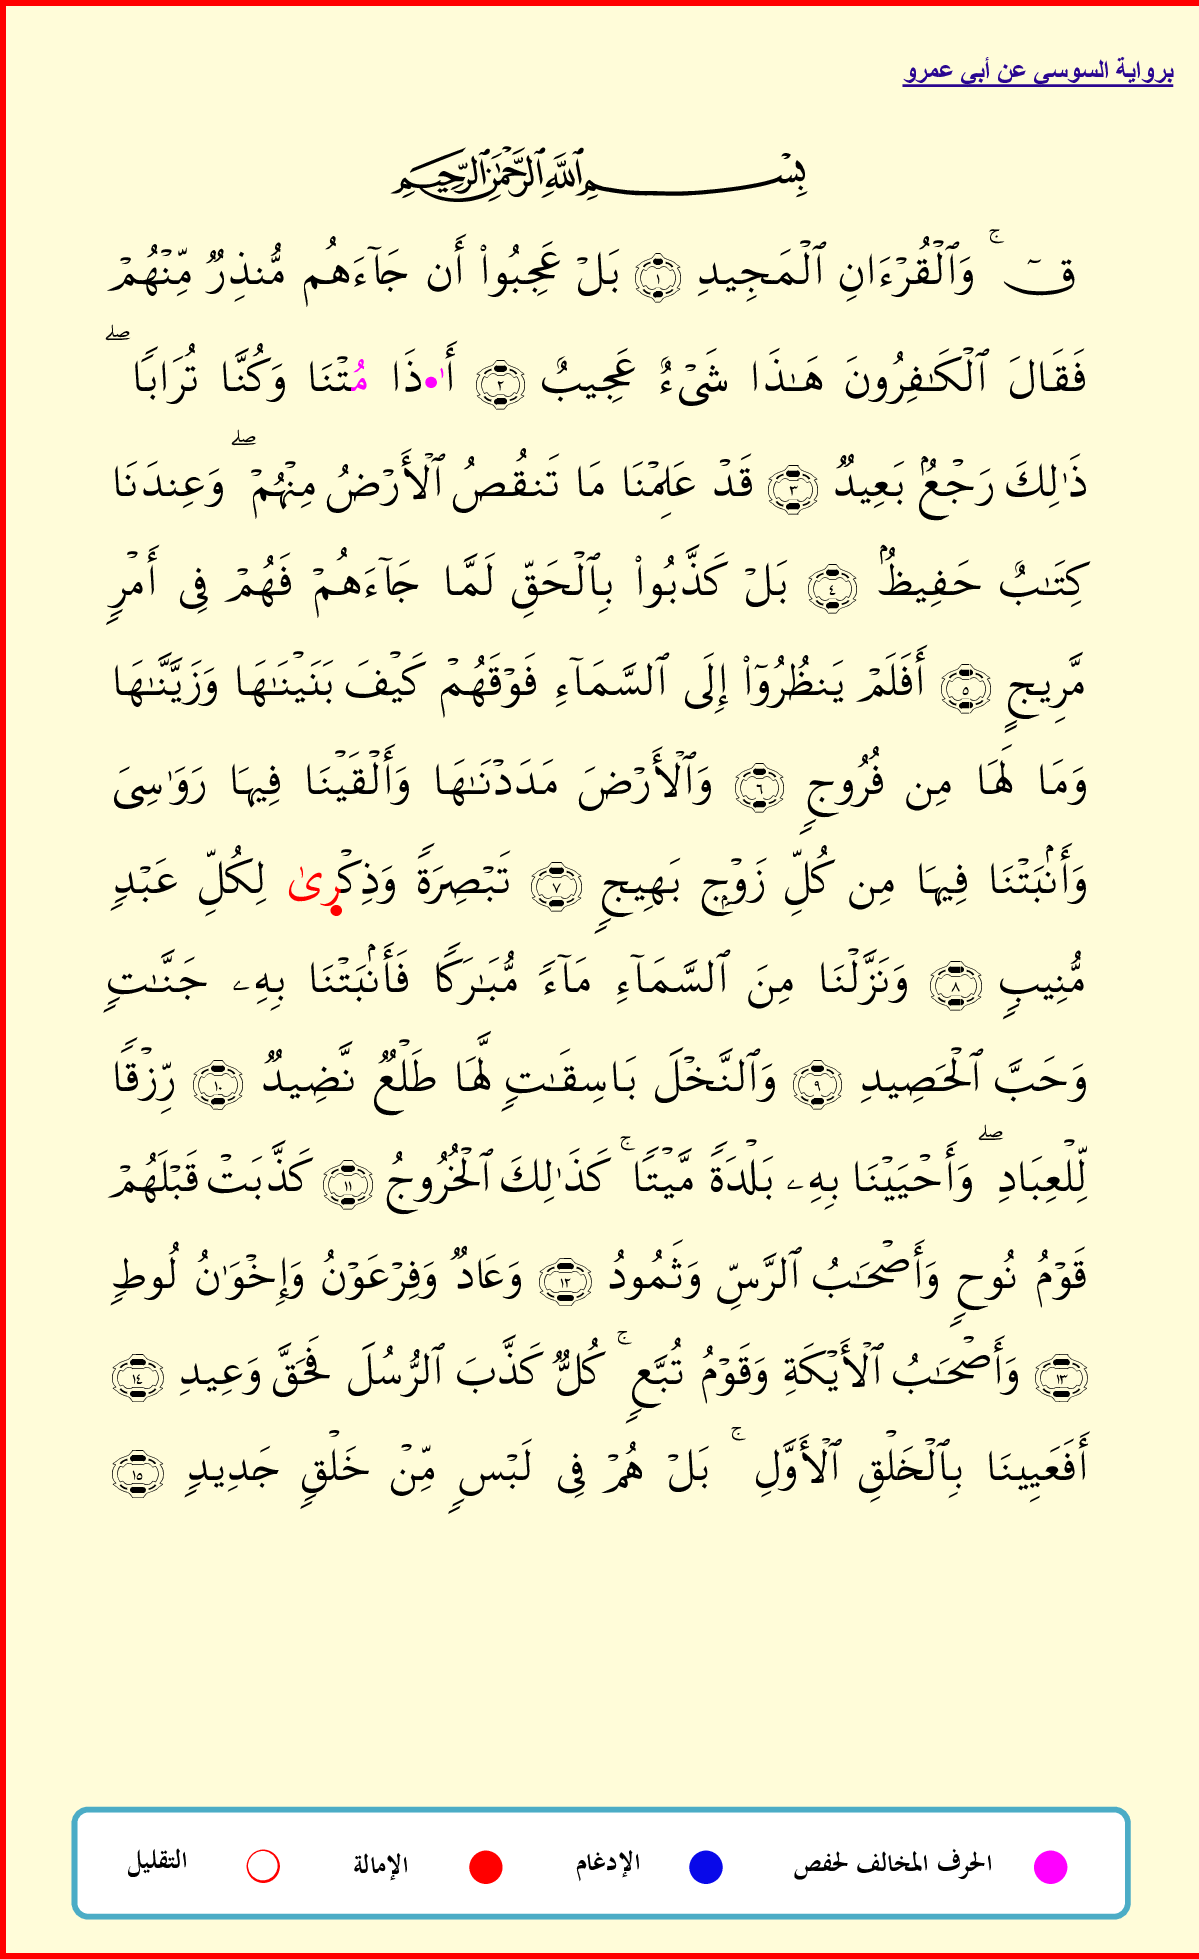 برواية السوسي عن أبي عمرو
بِسْمِ ٱللَّهِ ٱلرَّحْمَٰنِ ٱلرَّحِيمِ
قٓ ۚ وَٱلْقُرْءَانِ ٱلْمَجِيدِ ١ بَلْ عَجِبُوا۟ أَن جَآءَهُم مُّنذِرٌ مِّنْهُمْ
فَقَالَ ٱلْكَٰفِرُونَ هَٰذَا شَىْءٌ عَجِيبٌ ٢ أَ ٰ●ذَا مُتْنَا وَكُنَّا تُرَابًا ۖ
ذَٰلِكَ رَجْعٌۢ بَعِيدٌ ٣ قَدْ عَلِمْنَا مَا تَنقُصُ ٱلْأَرْضُ مِنْهُمْ ۖ وَعِندَنَا
كِتَٰبٌ حَفِيظٌۢ ٤ بَلْ كَذَّبُوا۟ بِٱلْحَقِّ لَمَّا جَآءَهُمْ فَهُمْ فِى أَمْرٍ
مَّرِيجٍ ٥ أَفَلَمْ يَنظُرُوٓا۟ إِلَى ٱلسَّمَآءِ فَوْقَهُمْ كَيْفَ بَنَيْنَٰهَا وَزَيَّنَّٰهَا
وَمَا لَهَا مِن فُرُوجٍ ٦ وَٱلْأَرْضَ مَدَدْنَٰهَا وَأَلْقَيْنَا فِيهَا رَوَٰسِىَ
وَأَنۢبَتْنَا فِيهَا مِن كُلِّ زَوْجٍۭ بَهِيجٍ ٧ تَبْصِرَةً وَذِكْرِىٰ لِكُلِّ عَبْدٍ
مُّنِيبٍ ٨ وَنَزَّلْنَا مِنَ ٱلسَّمَآءِ مَآءً مُّبَٰرَكًا فَأَنۢبَتْنَا بِهِۦ جَنَّٰتٍ
وَحَبَّ ٱلْحَصِيدِ ٩ وَٱلنَّخْلَ بَاسِقَٰتٍ لَّهَا طَلْعٌ نَّضِيدٌ ١٠ رِّزْقًا
لِّلْعِبَادِ ۖ وَأَحْيَيْنَا بِهِۦ بَلْدَةً مَّيْتًا ۚ كَذَٰلِكَ ٱلْخُرُوجُ ١١ كَذَّبَتْ قَبْلَهُمْ
قَوْمُ نُوحٍ وَأَصْحَٰبُ ٱلرَّسِّ وَثَمُودُ ١٢ وَعَادٌ وَفِرْعَوْنُ وَإِخْوَٰنُ لُوطٍ
١٣ وَأَصْحَٰبُ ٱلْأَيْكَةِ وَقَوْمُ تُبَّعٍ ۚ كُلٌّ كَذَّبَ ٱلرُّسُلَ فَحَقَّ وَعِيدِ ١٤
أَفَعَيِينَا بِٱلْخَلْقِ ٱلْأَوَّلِ ۚ بَلْ هُمْ فِى لَبْسٍ مِّنْ خَلْقٍ جَدِيدٍ ١٥
الحرف المخالف لحفص الإدغام الإمالة التقليل